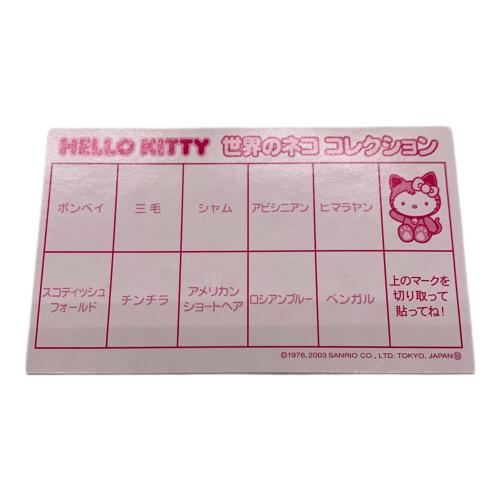 HELLO KITTY 世界のネコ コレクション
ボンベイ 三毛 シャム アビシニアン ヒマラヤン
スコティッシュ
フォールド
チンチラ
アメリカン
ショートヘア
ロシアンブルー
ベンガル
上のマークを
切り取って
貼ってね!
©1976, 2003 SANRIO CO., LTD. TOKYO, JAPAN